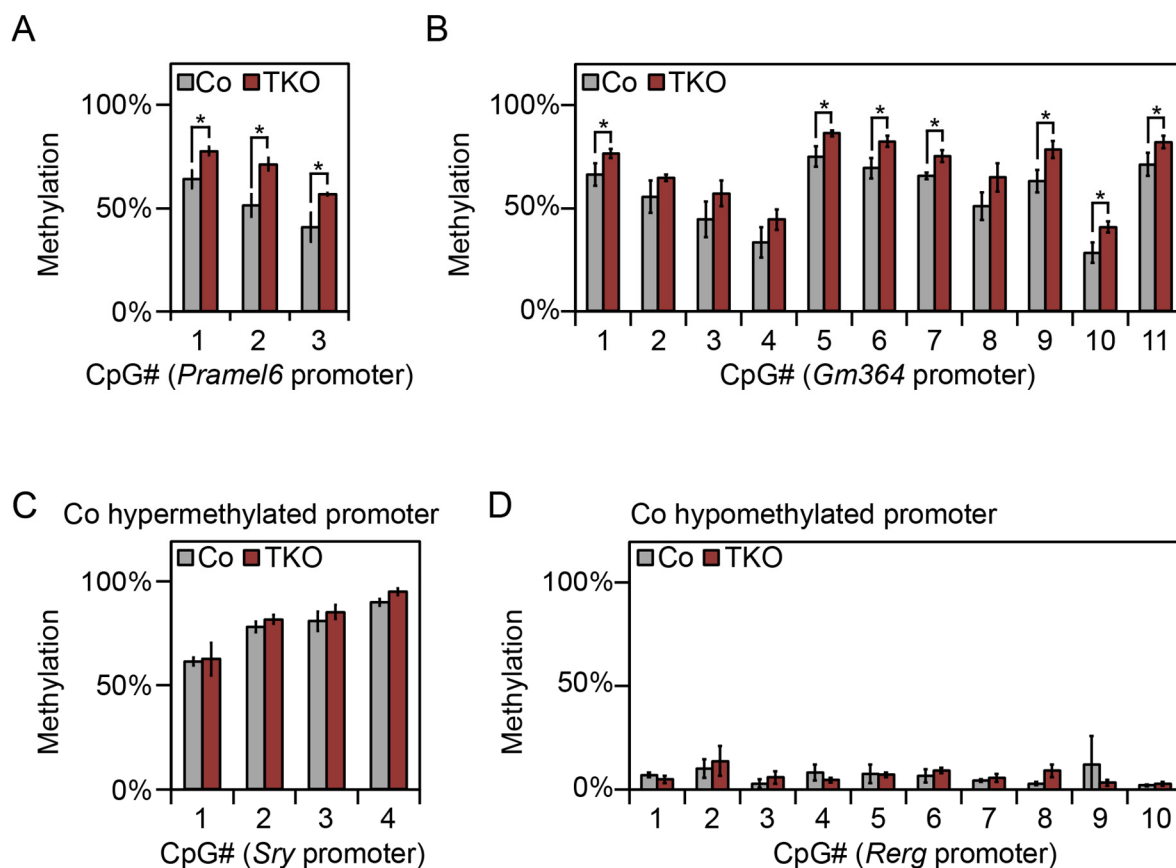 A
Co TKO
100%
50%
0%
Methylation
* * *
1 2 3
CpG# (Pramel6 promoter)
B
Co TKO
100%
50%
0%
Methylation
* * * * * * *
1 2 3 4 5 6 7 8 9 10 11
CpG# (Gm364 promoter)
C Co hypermethylated promoter
Co TKO
100%
50%
0%
Methylation
1 2 3 4
CpG# (Sry promoter)
D Co hypomethylated promoter
Co TKO
100%
50%
0%
Methylation
1 2 3 4 5 6 7 8 9 10
CpG# (Rerg promoter)